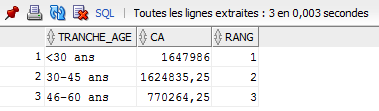 SQL | Toutes les lignes extraites : 3 en 0,003 secondes
TRANCHE_AGE CA RANG
1 <30 ans 1647986 1
2 30-45 ans 1624835,25 2
3 46-60 ans 770264,25 3